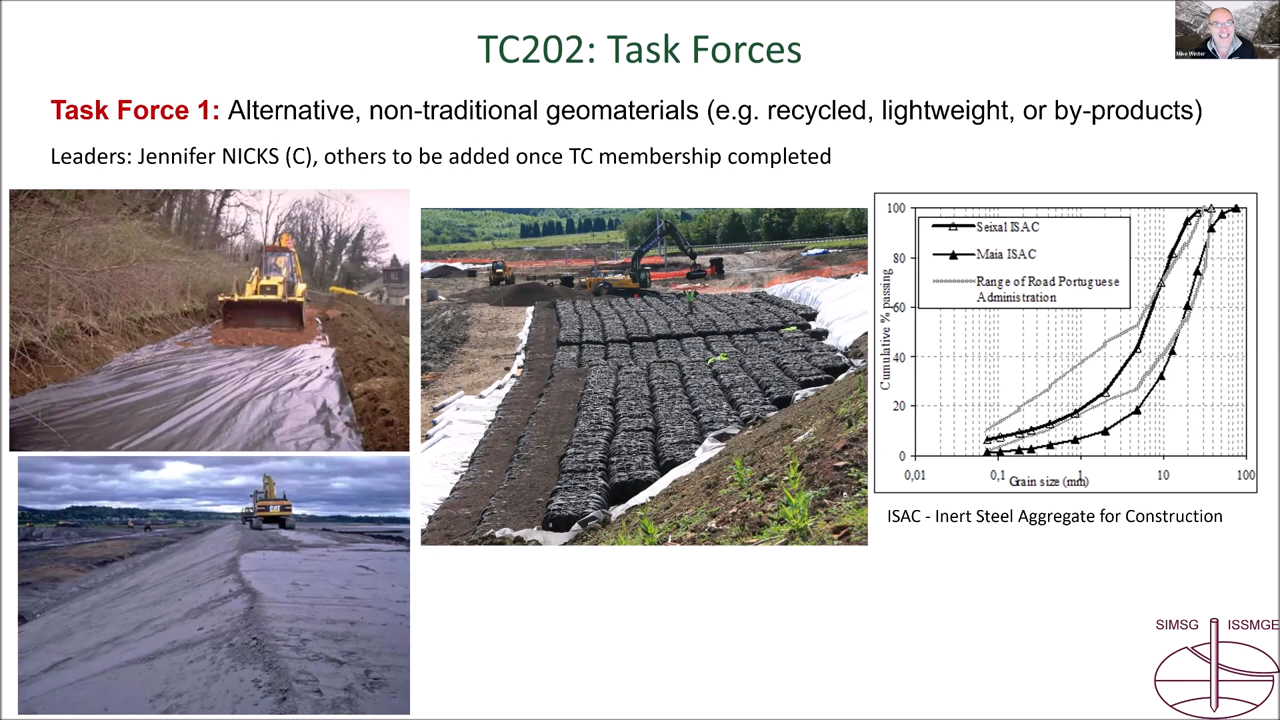 TC202: Task Forces
Mike Winter
Task Force 1: Alternative, non-traditional geomaterials (e.g. recycled, lightweight, or by-products)
Leaders: Jennifer NICKS (C), others to be added once TC membership completed
CAT
100
80
60
40
20
0
Cumulative % passing
Seixal ISAC
Maia ISAC
Range of Road Portuguese
Administration
0,01
0,1
1
10
100
Grain size (mm)
ISAC - Inert Steel Aggregate for Construction
SIMSG ISSMGE